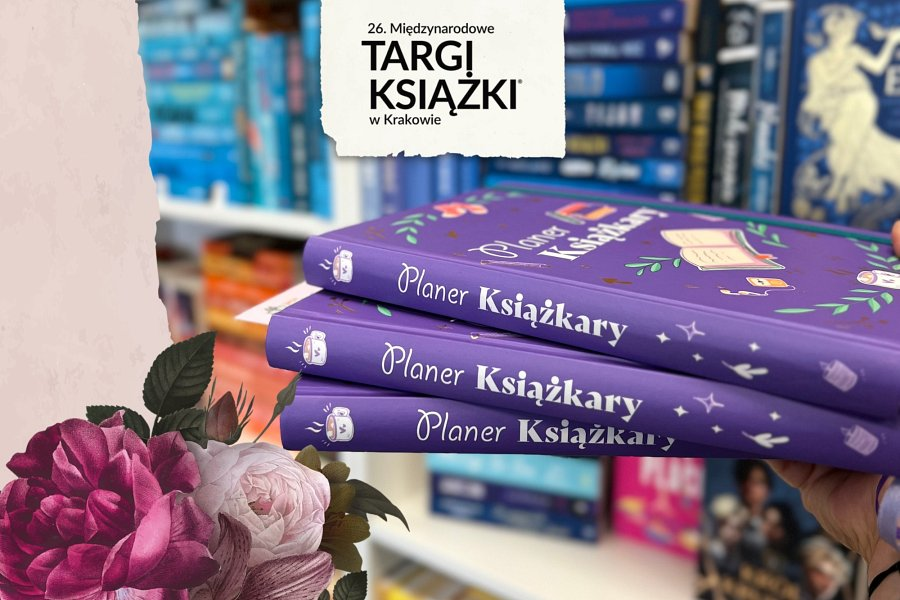 26. Międzynarodowe
TARGI
KSIĄŻKI®
w Krakowie
Planer
Książkary
Planer Książkary
Planer Książkary
Planer Książkary